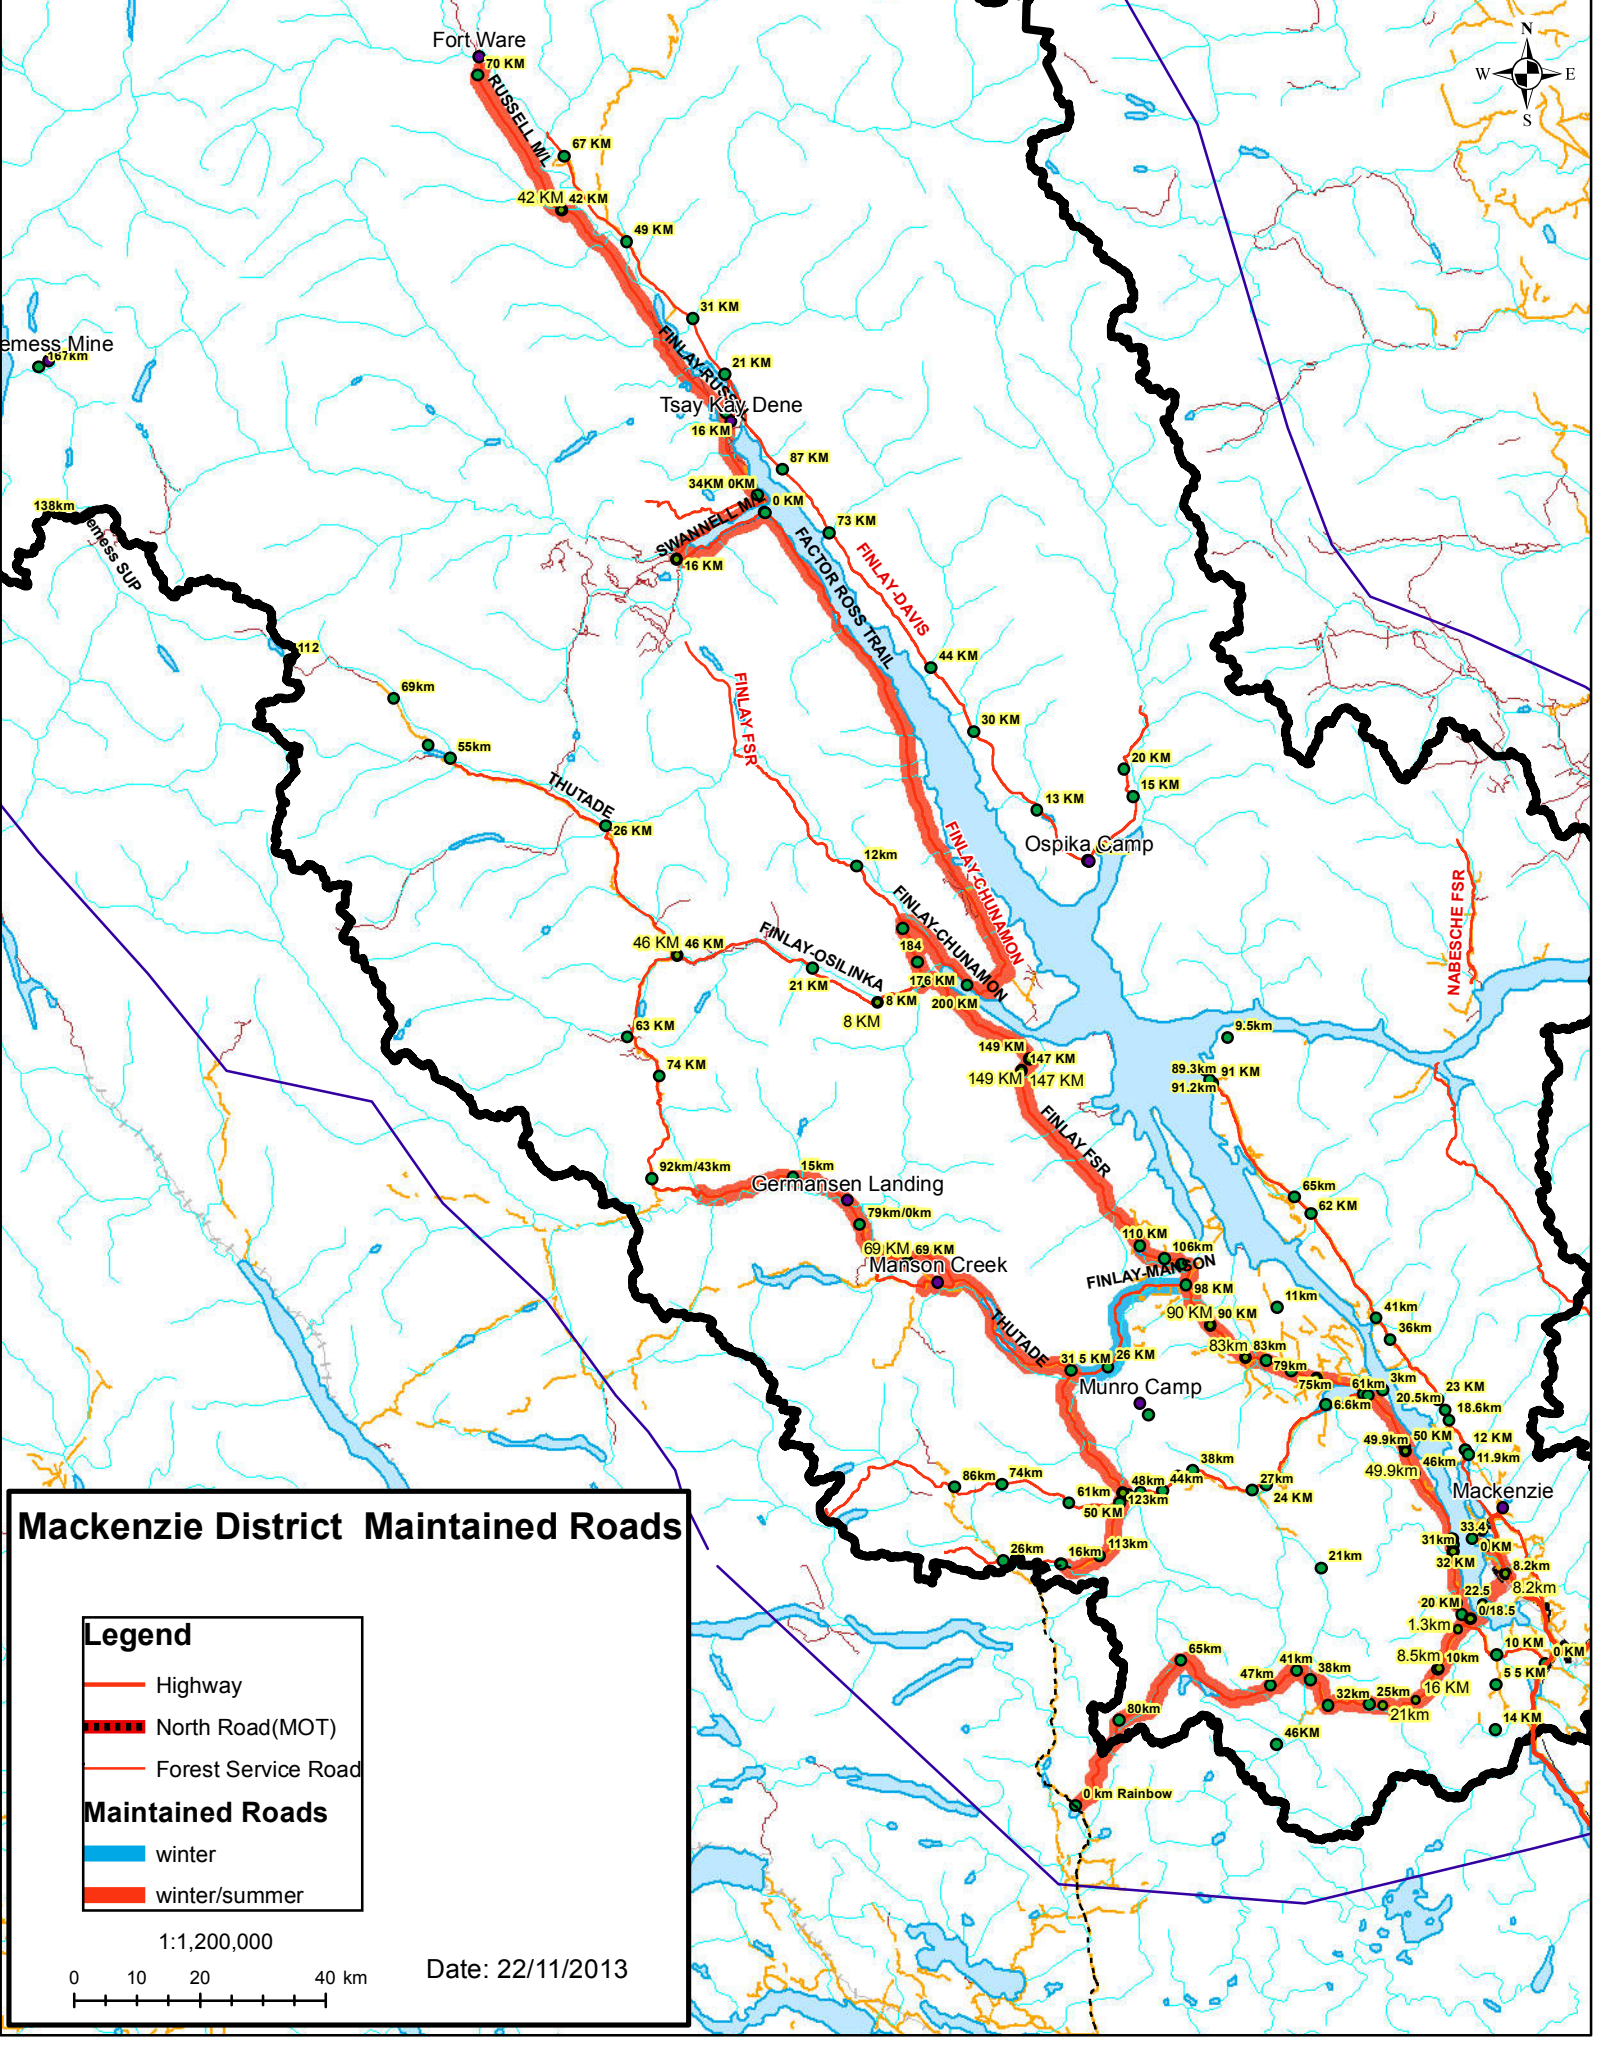 Fort Ware
70 KM
RUSSELL M/L
N
W
E
S
67 KM
42 KM
42 KM
49 KM
31 KM
FINLAY-RUSS
21 KM
emess Mine
167km
Tsay Kay Dene
16 KM
87 KM
34KM 0KM
0 KM
138km
emess SUP
SWANNELL M/L
16 KM
73 KM
FACTOR ROSS TRAIL
FINLAY-DAVIS
112
44 KM
69km
FINLAY FSR
30 KM
55km
20 KM
15 KM
THUTADE
26 KM
13 KM
Ospika Camp
12km
FINLAY-CHUNAMON
NABESCHE FSR
FINLAY-CHUNAMON
46 KM
46 KM
FINLAY-OSILINKA
184
21 KM
176 KM
8 KM
200 KM
8 KM
63 KM
9.5km
149 KM
147 KM
149 KM
147 KM
89.3km
91 KM
91.2km
74 KM
FINLAY FSR
92km/43km
15km
Germansen Landing
65km
62 KM
79km/0km
110 KM
69 KM
69 KM
106km
Manson Creek
FINLAY-MANSON
98 KM
11km
90 KM
90 KM
41km
36km
THUTADE
83km
83km
31 5 KM
26 KM
79km
75km
61km
3km
Munro Camp
6.6km
20.5km
23 KM
18.6km
49.9km
50 KM
12 KM
46km
11.9km
49.9km
38km
86km
74km
61km
48km
44km
27km
24 KM
Mackenzie
123km
50 KM
33.4
31km
0 KM
32 KM
26km
16km
113km
21km
8.2km
8.2km
22.5
20 KM
0/18.5
1.3km
10 KM
0 KM
65km
41km
38km
47km
8.5km
10km
5 5 KM
16 KM
32km
25km
21km
80km
14 KM
46KM
0 km Rainbow
Mackenzie District Maintained Roads
Legend
Highway
North Road(MOT)
Forest Service Road
Maintained Roads
winter
winter/summer
1:1,200,000
0 10 20 40 km
Date: 22/11/2013